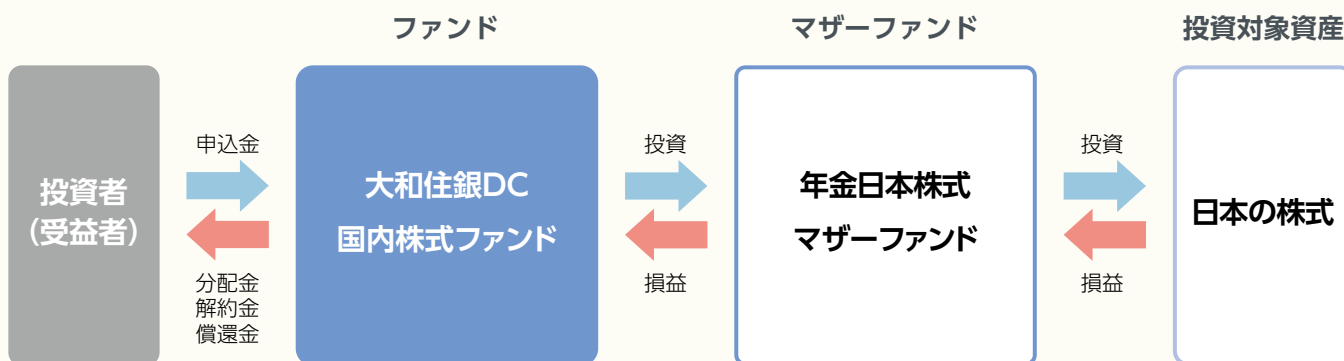 ファンド
マザーファンド
投資対象資産
投資者
（受益者）
申込金
分配金
解約金
償還金
大和住銀DC
国内株式ファンド
投資
損益
年金日本株式
マザーファンド
投資
損益
日本の株式